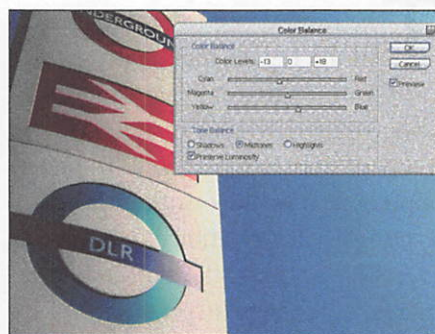 UNDERGROUND
DLR
Color Balance
Color Balance
Color Levels: -13 0 +18
Cyan Red
Magenta Green
Yellow Blue
Tone Balance
Shadows Midtones Highlights
Preserve Luminosity
OK
Cancel
Preview